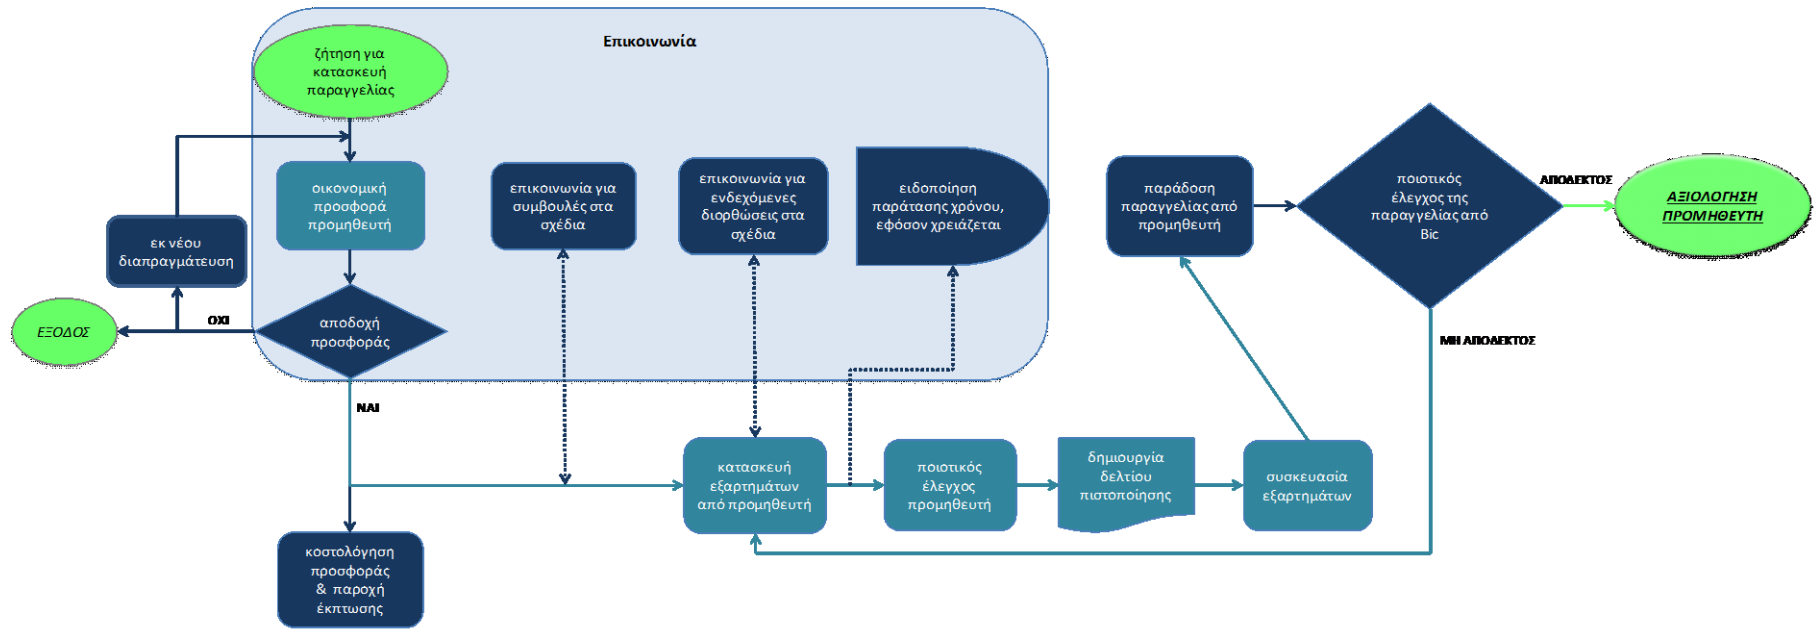 Επικοινωνία
ζήτηση για
κατασκευή
παραγγελίας
οικονομική
προσφορά
προμηθευτή
επικοινωνία για
συμβουλές στα
σχέδια
επικοινωνία για
ενδεχόμενες
διορθώσεις στα
σχέδια
ειδοποίηση
παράτασης χρόνου,
εφόσον χρειάζεται
παράδοση
παραγγελίας από
προμηθευτή
ποιοτικός
έλεγχος της
παραγγελίας από
Bic
ΑΠΟΔΕΚΤΟΣ
ΑΞΙΟΛΟΓΗΣΗ
ΠΡΟΜΗΘΕΥΤΗ
εκ νέου
διαπραγμάτευση
ΕΞΟΔΟΣ
ΟΧΙ
αποδοχή
προσφοράς
ΜΗ ΑΠΟΔΕΚΤΟΣ
ΝΑΙ
κατασκευή
εξαρτημάτων
από προμηθευτή
ποιοτικός
έλεγχος
προμηθευτή
δημιουργία
δελτίου
πιστοποίησης
συσκευασία
εξαρτημάτων
κοστολόγηση
προσφοράς
& παροχή
έκπτωσης